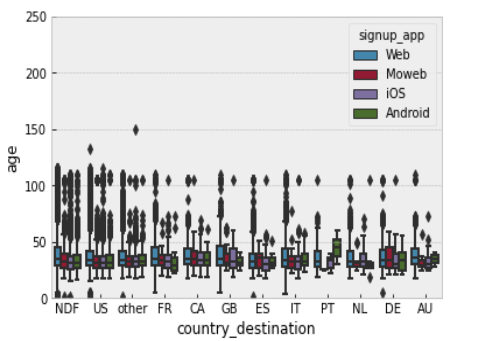 250
200
150
100
50
0
age
signup_app
Web
Moweb
iOS
Android
NDF US other FR CA GB ES IT PT NL DE AU
country_destination